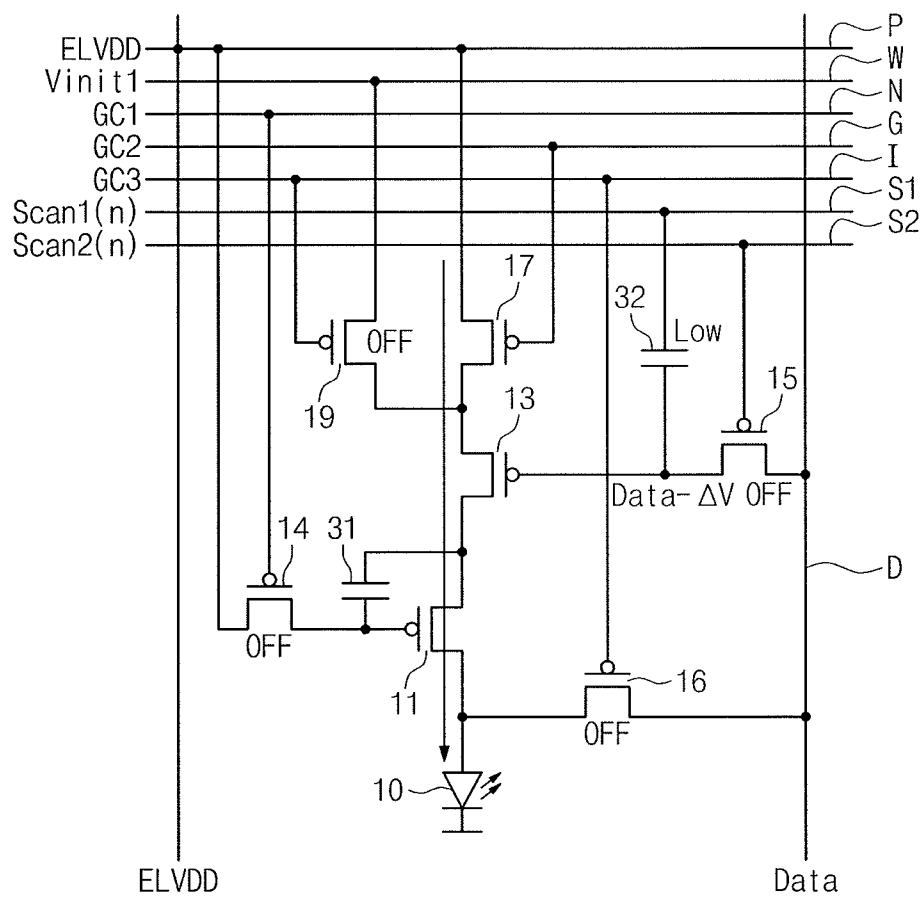 ELVDD P
Vinit1 W
GC1 N
GC2 G
GC3 I
Scan1(n) S1
Scan2(n) S2
17
32
Low
OFF
19
13
15
Data-ΔV OFF
14
31
D
OFF
11
16
OFF
10
ELVDD
Data